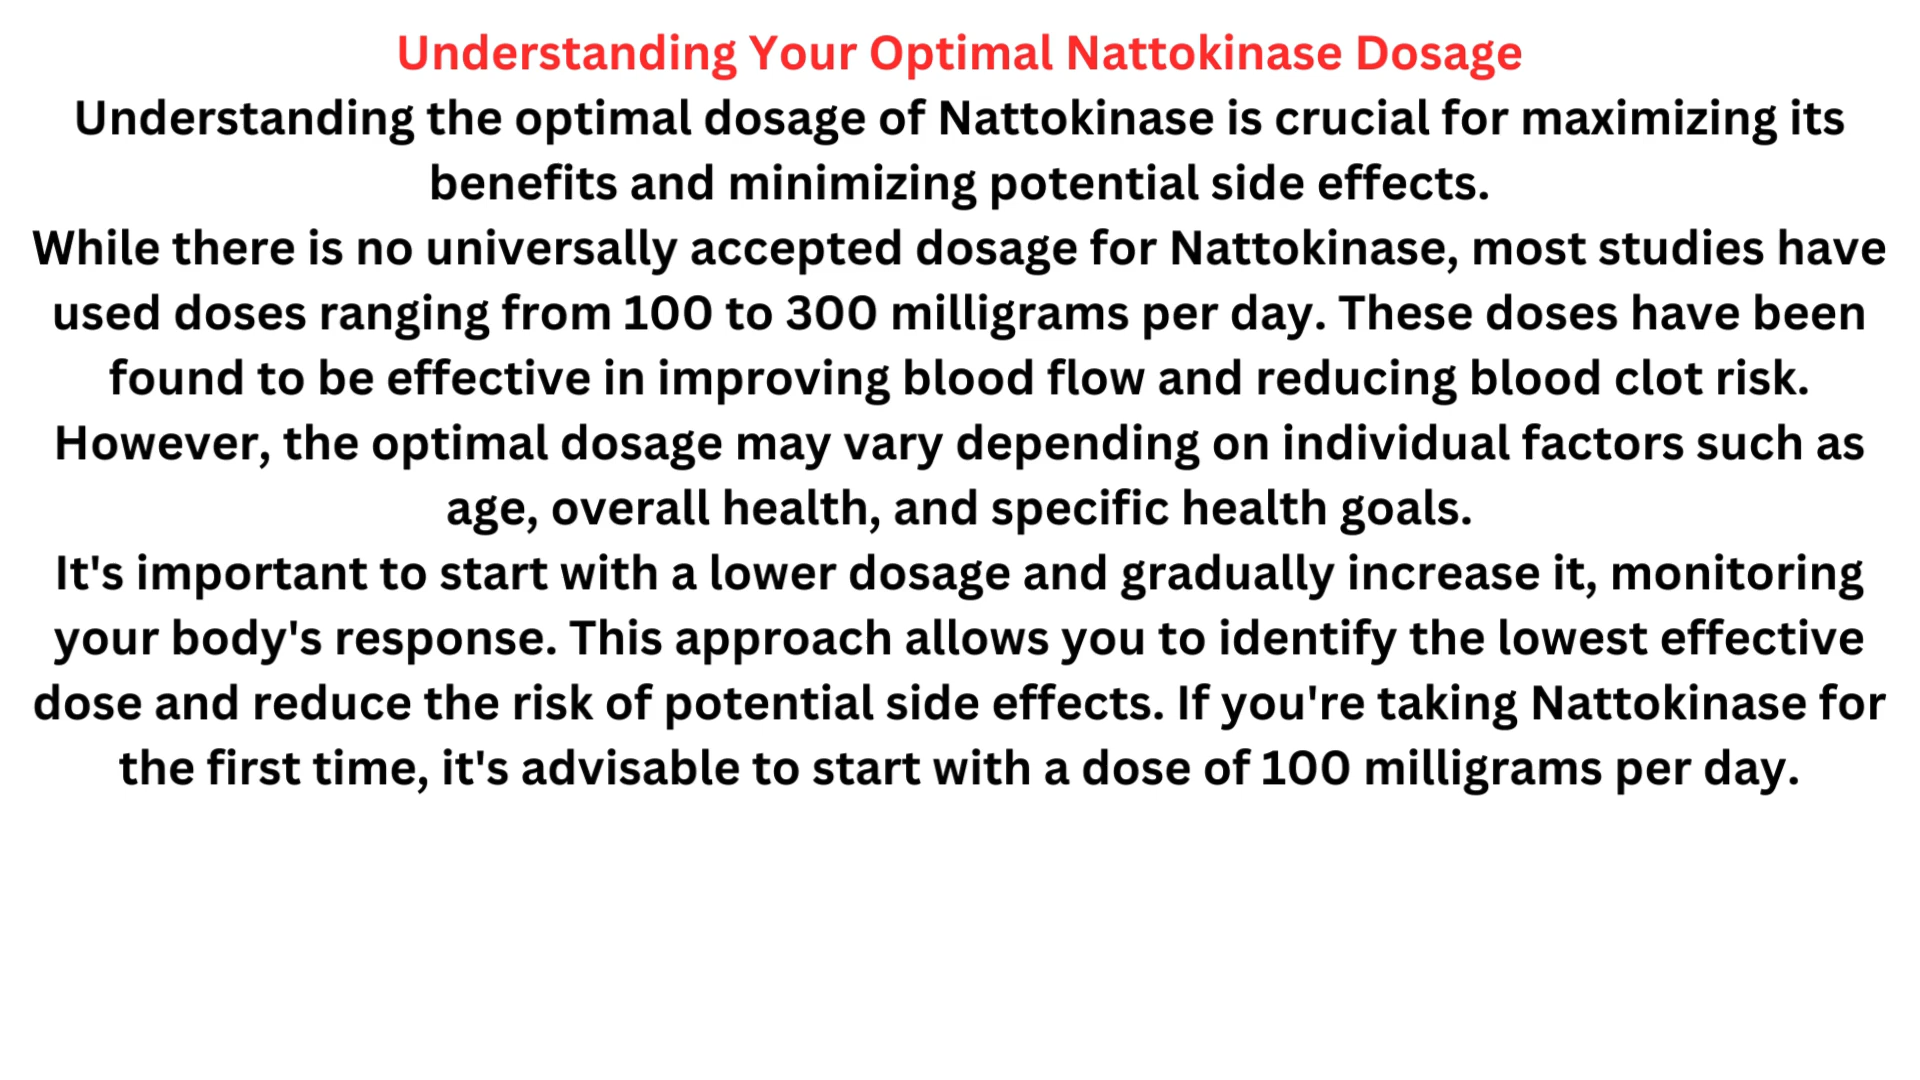 Understanding Your Optimal Nattokinase Dosage
Understanding the optimal dosage of Nattokinase is crucial for maximizing its
benefits and minimizing potential side effects.
While there is no universally accepted dosage for Nattokinase, most studies have
used doses ranging from 100 to 300 milligrams per day. These doses have been
found to be effective in improving blood flow and reducing blood clot risk.
However, the optimal dosage may vary depending on individual factors such as
age, overall health, and specific health goals.
It's important to start with a lower dosage and gradually increase it, monitoring
your body's response. This approach allows you to identify the lowest effective
dose and reduce the risk of potential side effects. If you're taking Nattokinase for
the first time, it's advisable to start with a dose of 100 milligrams per day.